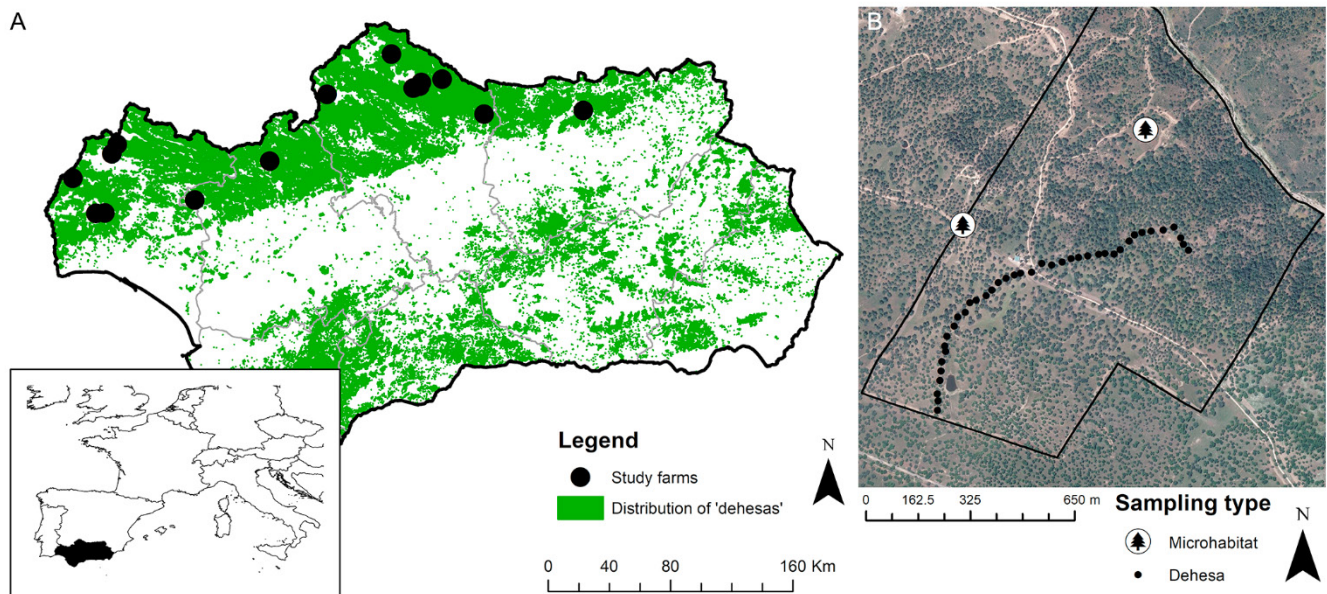 A
B
Legend
Study farms
Distribution of 'dehesas'
N
0 40 80 120 160 Km
0 162.5 325 650 m
Sampling type
Microhabitat
Dehesa
N